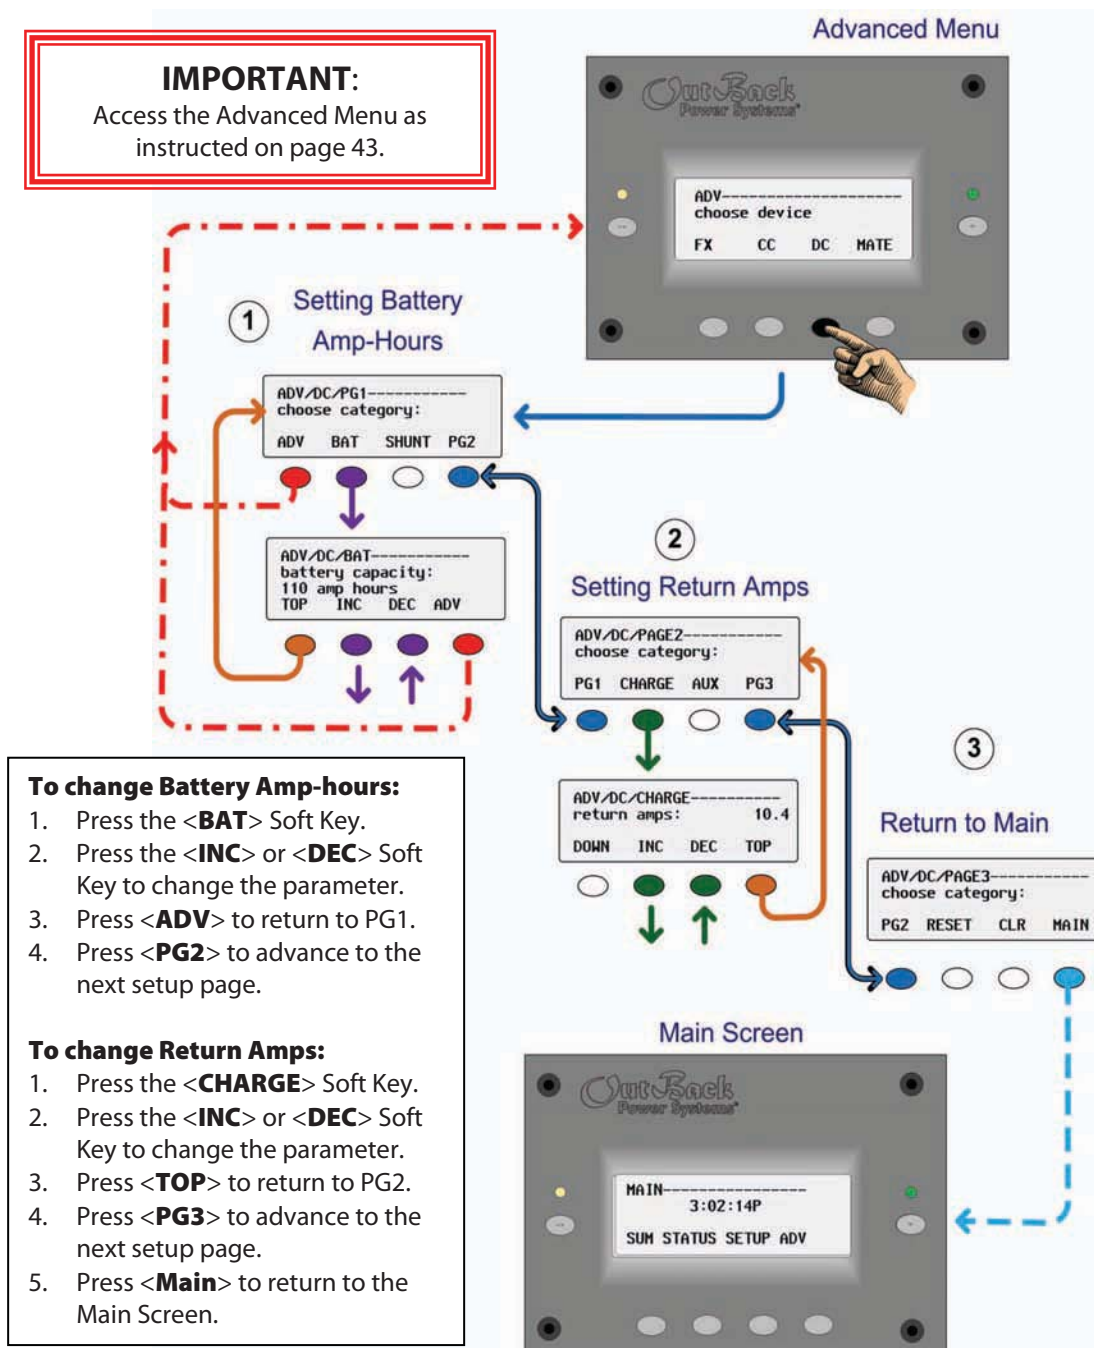 Advanced Menu
IMPORTANT:
Access the Advanced Menu as
instructed on page 43.
OutBack
Power Systems
ADV---------------------
choose device
FX CC DC MATE
1
Setting Battery
Amp-Hours
ADV/DC/PG1-----------
choose category:
ADV BAT SHUNT PG2
ADV/DC/BAT-----------
battery capacity:
110 amp hours
TOP INC DEC ADV
2
Setting Return Amps
ADV/DC/PAGE2-----------
choose category:
PG1 CHARGE AUX PG3
ADV/DC/CHARGE----------
return amps: 10.4
DOWN INC DEC TOP
3
Return to Main
ADV/DC/PAGE3-----------
choose category:
PG2 RESET CLR MAIN
To change Battery Amp-hours:
1. Press the <BAT> Soft Key.
2. Press the <INC> or <DEC> Soft
Key to change the parameter.
3. Press <ADV> to return to PG1.
4. Press <PG2> to advance to the
next setup page.
To change Return Amps:
1. Press the <CHARGE> Soft Key.
2. Press the <INC> or <DEC> Soft
Key to change the parameter.
3. Press <TOP> to return to PG2.
4. Press <PG3> to advance to the
next setup page.
5. Press <Main> to return to the
Main Screen.
Main Screen
OutBack
Power Systems
MAIN----------------
3:02:14P
SUM STATUS SETUP ADV